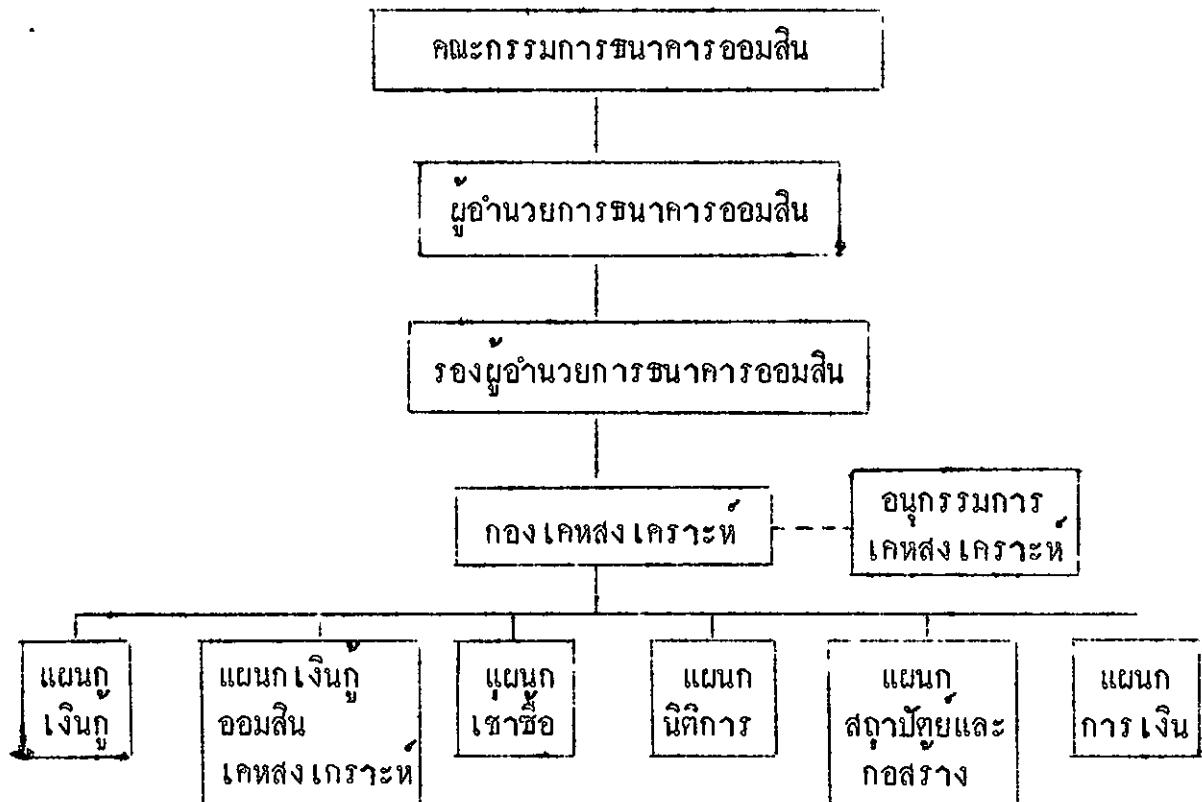 คณะกรรมการธนาคารออมสิน
ผู้อำนวยการธนาคารออมสิน
รองผู้อำนวยการธนาคารออมสิน
กองเคหสงเคราะห์
อนุกรรมการ
เคหสงเคราะห์
แผนกู
เงินกู้
แผนกเงินกู้
ออมสิน
เคหสงเกราะห์
แผนก
เช่าซื้อ
แผนก
นิติการ
แผนก
สถาปัตย์และ
กอสราง
แผนก
การเงิน